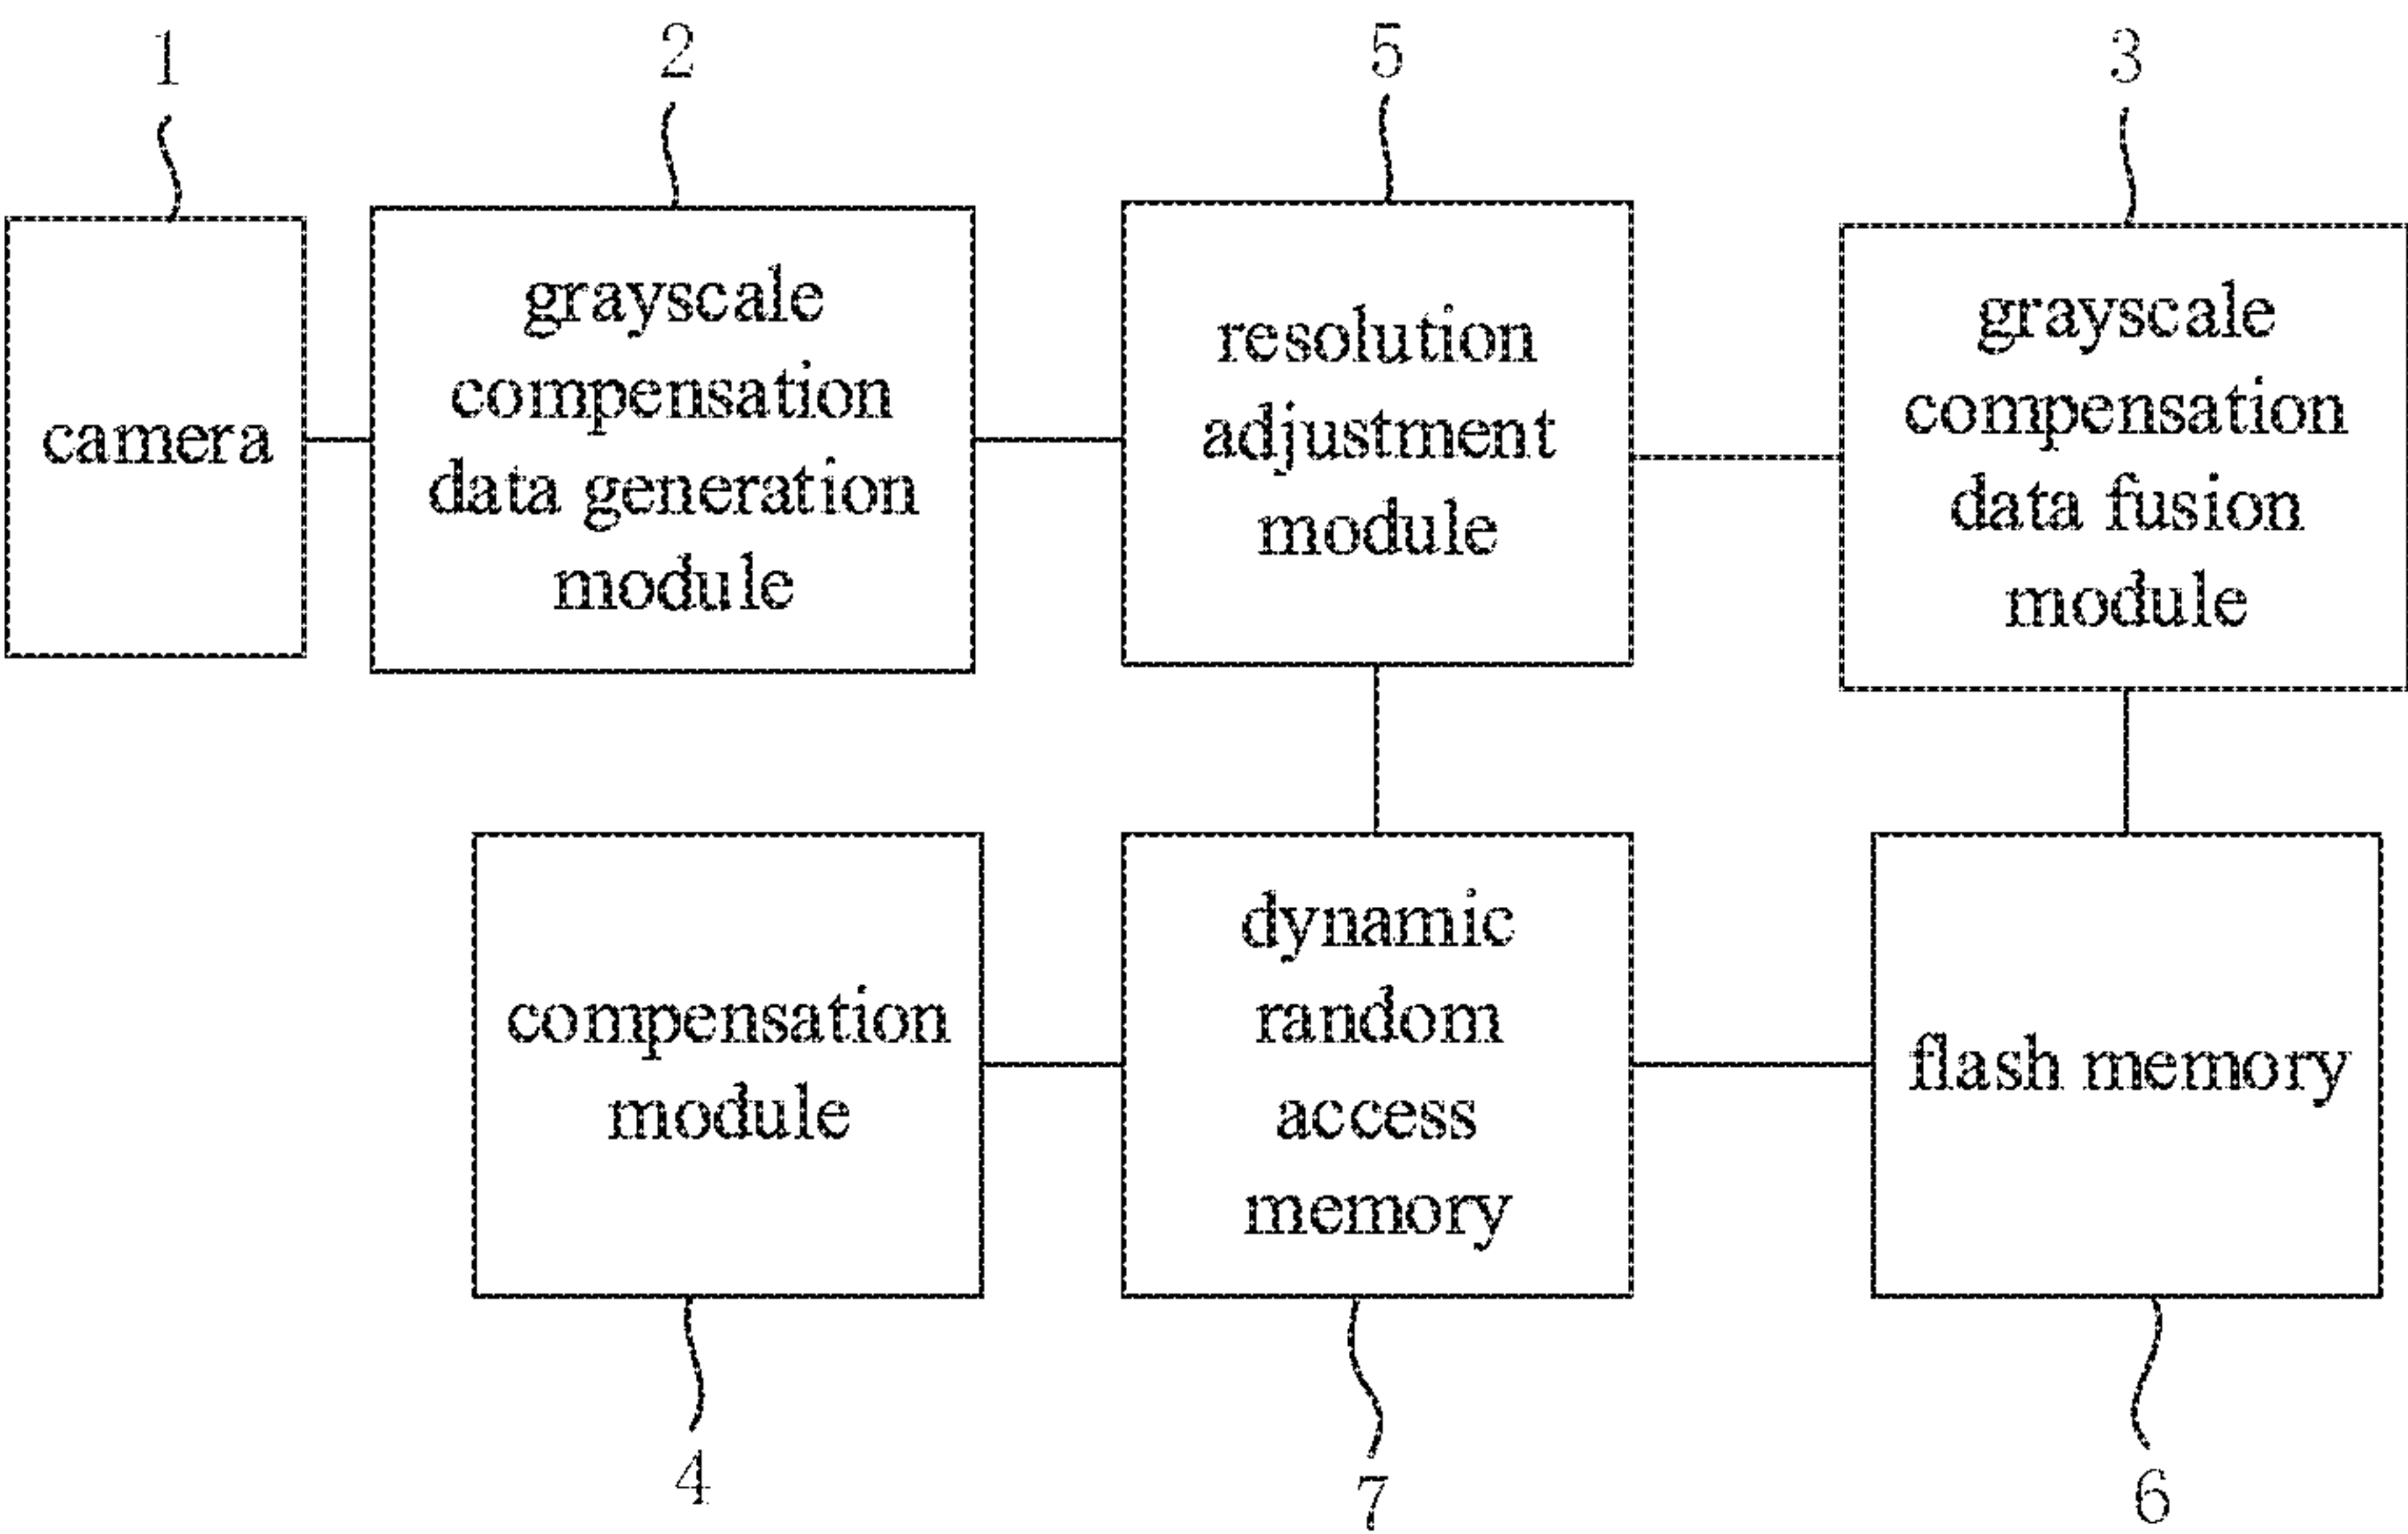 1
2
5
3
camera
grayscale
compensation
data generation
module
resolution
adjustment
module
grayscale
compensation
data fusion
module
compensation
module
dynamic
random
access
memory
flash memory
4
7
6